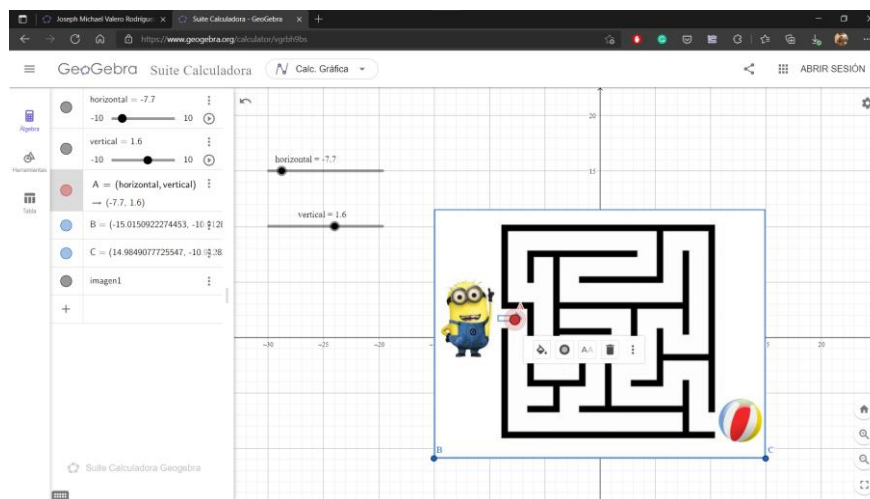 Joseph Michael Valero Rodrígue
Suite Calculadora - GeoGebra
https://www.geogebra.org/calculator/vgrbh9bs
GeoGebra Suite Calculadora
Calc. Gráfica
ABRIR SESIÓN
Álgebra
Herramientas
Tabla
horizontal = -7.7
-10 10
vertical = 1.6
-10 10
A = (horizontal, vertical)
→ (-7.7, 1.6)
B = (-15.0150922274453, -10
C = (14.9849077725547, -10
imagen1
+
Suite Calculadora Geogebra
horizontal = -7.7
vertical = 1.6
20
15
-30 -25 -20 5 20
A
AA
B C